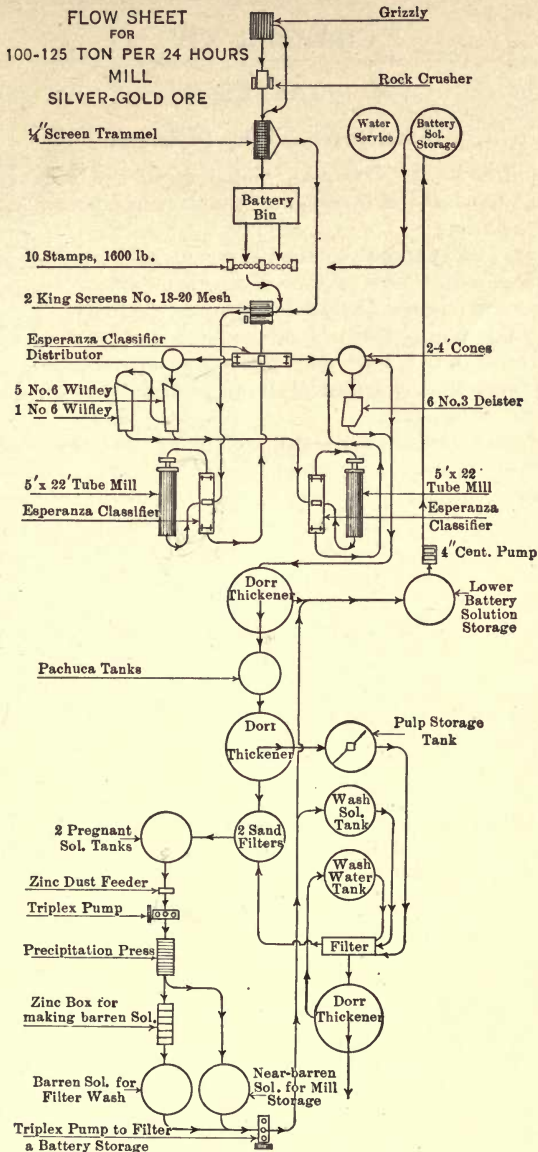 FLOW SHEET
FOR
100-125 TON PER 24 HOURS
MILL
SILVER-GOLD ORE
Grizzly
Rock Crusher
¼" Screen Trammel
Water
Service
Battery
Sol.
Storage
Battery
Bin
10 Stamps, 1600 lb.
2 King Screens No. 18-20 Mesh
Esperanza Classifier
Distributor
2-4' Cones
5 No.6 Wilfley
1 No 6 Wilfley
6 No.3 Deister
5' x 22' Tube Mill
Esperanza Classifier
5' x 22'
Tube Mill
Esperanza
Classifier
4" Cent. Pump
Dorr
Thickener
Lower
Battery
Solution
Storage
Pachuca Tanks
Dorr
Thickener
Pulp Storage
Tank
Wash
Sol.
Tank
2 Pregnant
Sol. Tanks
2 Sand
Filters
Wash
Water
Tank
Zinc Dust Feeder
Triplex Pump
Precipitation Press
Filter
Zinc Box for
making barren Sol.
Dorr
Thickener
Barren Sol. for
Filter Wash
Near-barren
Sol. for Mill
Storage
Triplex Pump to Filter
a Battery Storage